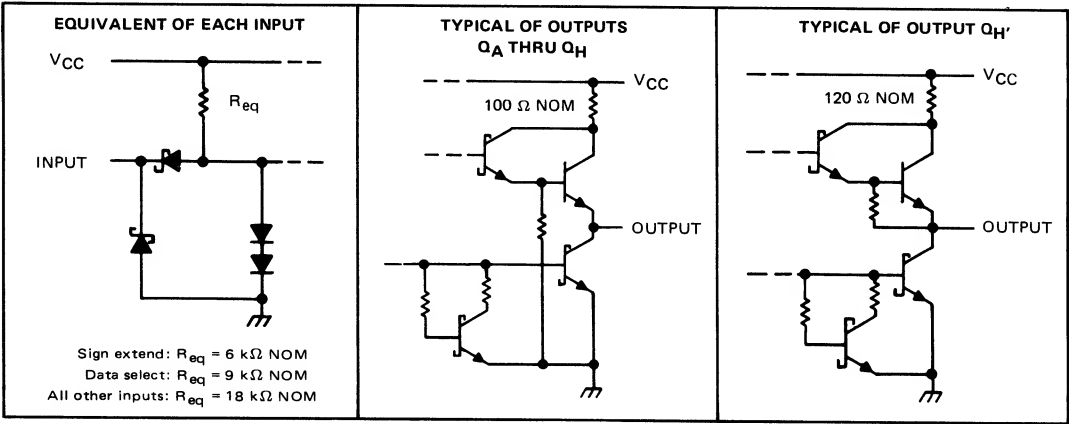 EQUIVALENT OF EACH INPUT
VCC
Req
INPUT
Sign extend: Req = 6 kΩ NOM
Data select: Req = 9 kΩ NOM
All other inputs: Req = 18 kΩ NOM
TYPICAL OF OUTPUTS
QA THRU QH
VCC
100 Ω NOM
OUTPUT
TYPICAL OF OUTPUT QH'
VCC
120 Ω NOM
OUTPUT